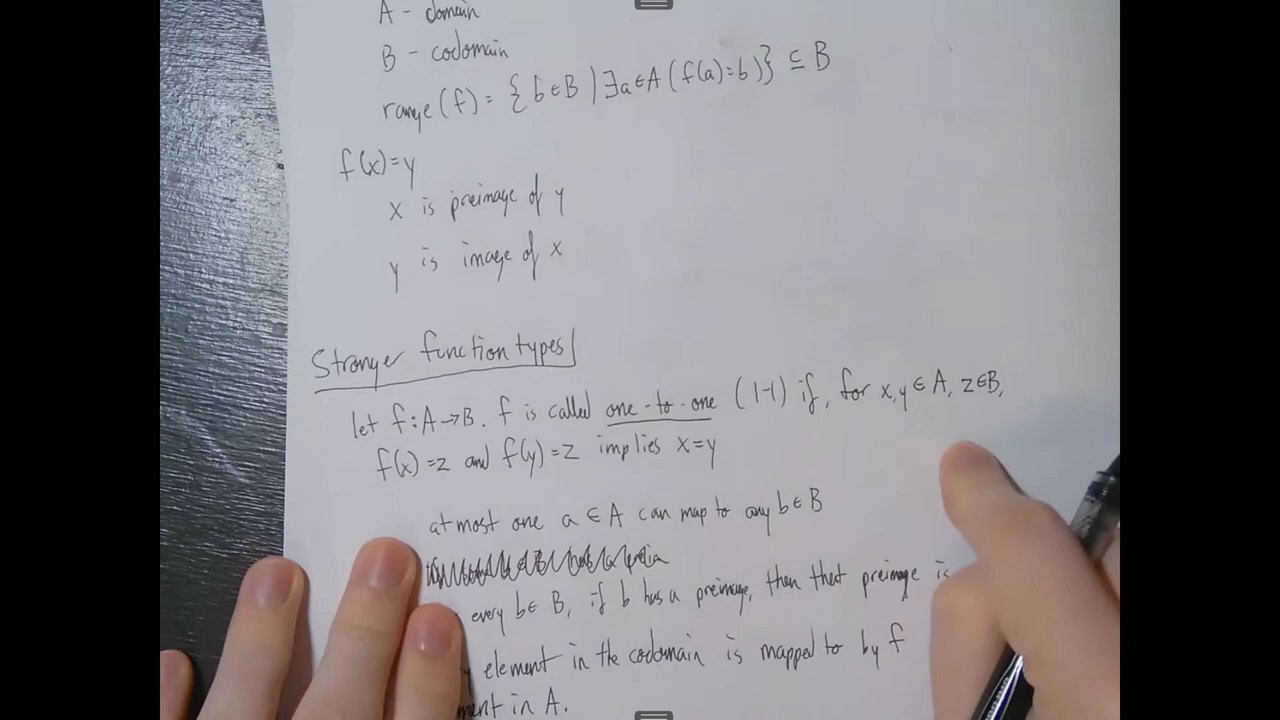 A - domain
B - codomain
range(f) = {b∈B | ∃a∈A (f(a)=b)} ⊆ B
f(x)=y
x is preimage of y
y is image of x
Stronger function types
let f: A→B. f is called one-to-one (1-1) if, for x,y ∈ A, z∈B,
f(x)=z and f(y)=z implies x=y
at most one a ∈ A can map to any b∈B
every b∈B, if b has a preimage, then that preimage is
element in the codomain is mapped to by f
in A.